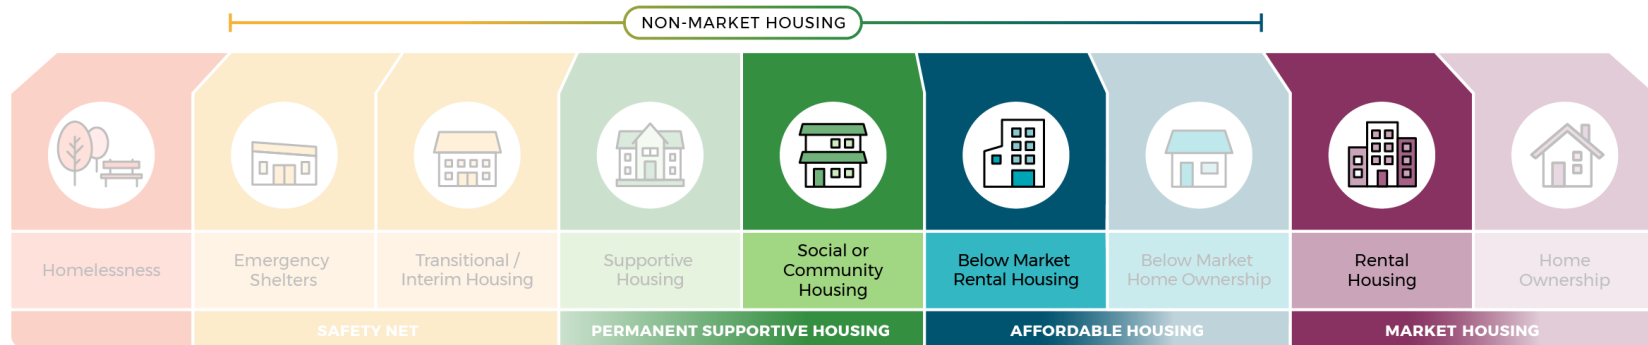 NON-MARKET HOUSING
Homelessness
Emergency
Shelters
Transitional /
Interim Housing
Supportive
Housing
Social or
Community
Housing
Below Market
Rental Housing
Below Market
Home Ownership
Rental
Housing
Home
Ownership
SAFETY NET
PERMANENT SUPPORTIVE HOUSING
AFFORDABLE HOUSING
MARKET HOUSING